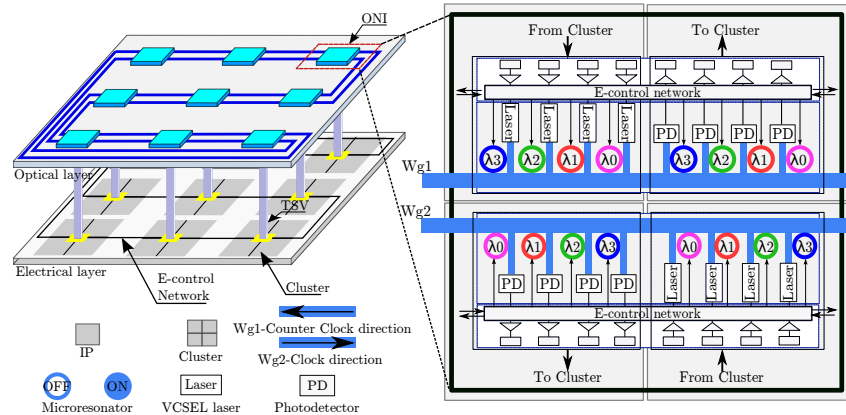 ONI
Optical layer
TSV
Electrical layer
E-control
Network
Cluster
IP
Cluster
Wg1-Counter Clock direction
Wg2-Clock direction
OFF
ON
Microresonator
Laser
VCSEL laser
PD
Photodetector
From Cluster
To Cluster
E-control network
Laser
Laser
Laser
Laser
PD
PD
PD
PD
λ3
λ2
λ1
λ0
λ3
λ2
λ1
λ0
Wg1
Wg2
λ0
λ1
λ2
λ3
λ0
λ1
λ2
λ3
PD
PD
PD
PD
Laser
Laser
Laser
Laser
E-control network
To Cluster
From Cluster